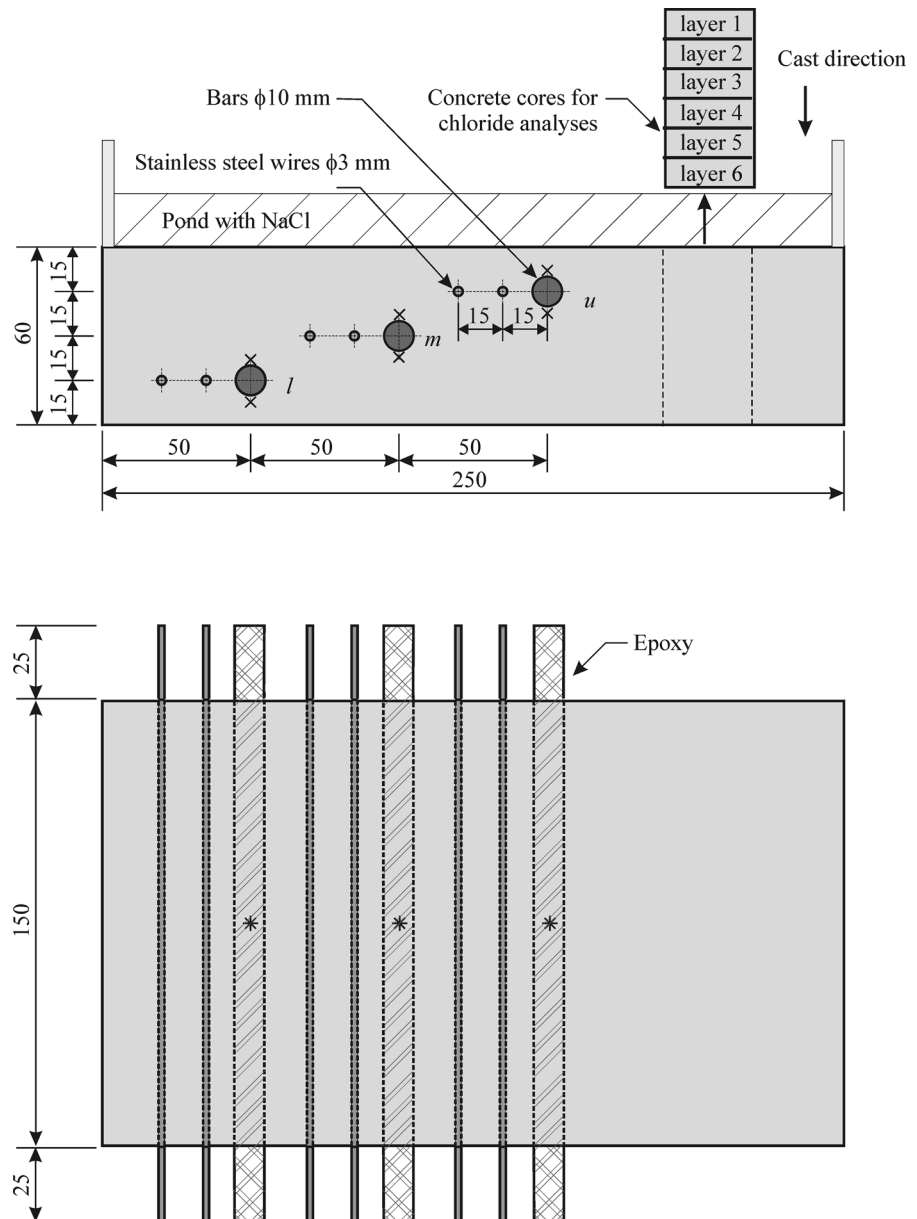 layer 1
layer 2
layer 3
layer 4
layer 5
layer 6
Cast direction
Bars ϕ10 mm
Concrete cores for
chloride analyses
Stainless steel wires ϕ3 mm
Pond with NaCl
60
15
15
15
15
15
15
u
m
l
50
50
50
250
25
Epoxy
150
25